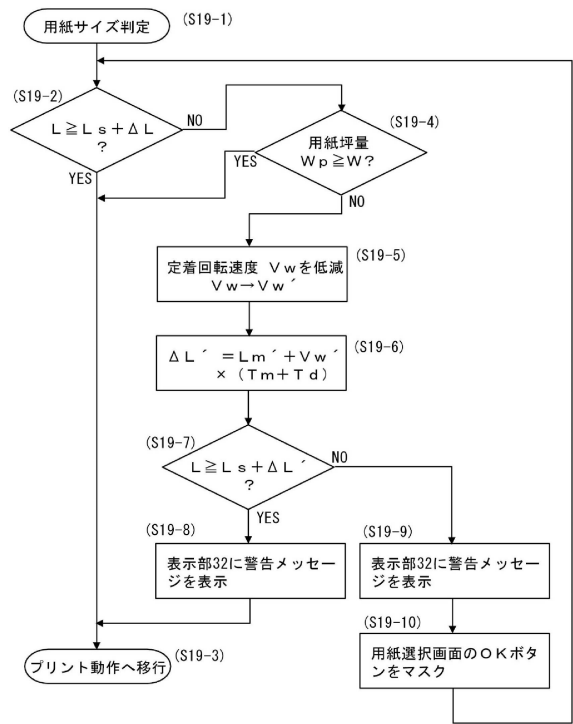 用紙サイズ判定
(S19-1)
(S19-2)
L≧Ls+ΔL
?
NO
YES
(S19-4)
用紙坪量
Wp≧W?
YES
NO
(S19-5)
定着回転速度 Vwを低減
Vw→Vw´
(S19-6)
ΔL´=Lm´+Vw´
×(Tm+Td)
(S19-7)
L≧Ls+ΔL´
?
NO
YES
(S19-8)
表示部32に警告メッセー
ジを表示
(S19-9)
表示部32に警告メッセー
ジを表示
(S19-10)
用紙選択画面のOKボタ
ンをマスク
プリント動作へ移行
(S19-3)